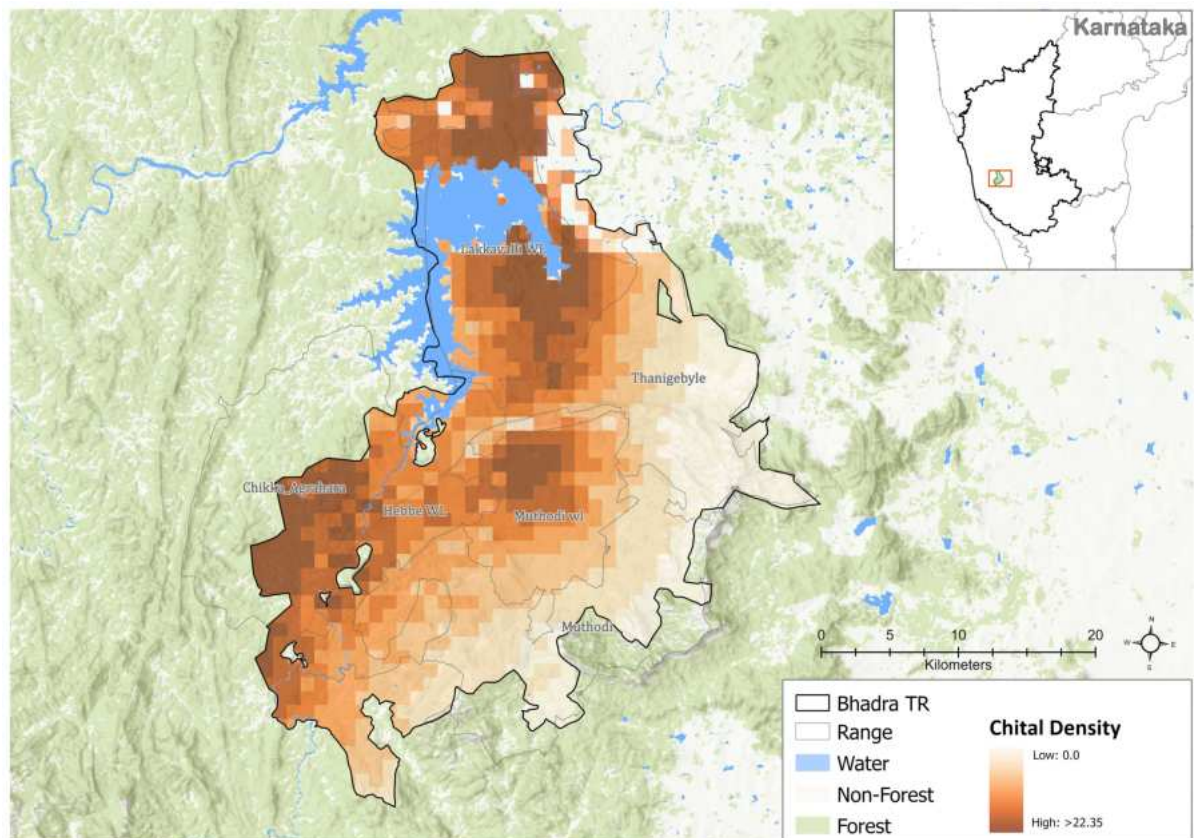 Karnataka
Lakkavalli WL
Thanigebyle
Chikka_Agrahara
Hebbe WL
Muthodi wl
Muthodi
0 5 10 20
Kilometers
N
W E
S
Bhadra TR
Range
Water
Non-Forest
Forest
Chital Density
Low: 0.0
High: >22.35